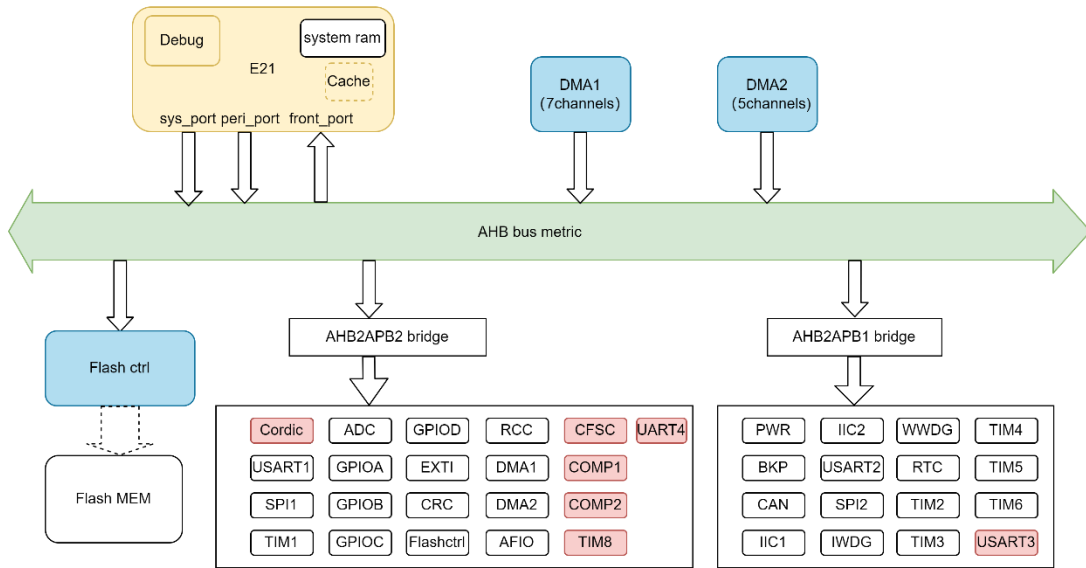 Debug
system ram
E21
Cache
sys_port peri_port front_port
DMA1
(7channels)
DMA2
(5channels)
AHB bus metric
Flash ctrl
Flash MEM
AHB2APB2 bridge
AHB2APB1 bridge
Cordic ADC GPIOD RCC CFSC UART4
USART1 GPIOA EXTI DMA1 COMP1
SPI1 GPIOB CRC DMA2 COMP2
TIM1 GPIOC Flashctrl AFIO TIM8
PWR IIC2 WWDG TIM4
BKP USART2 RTC TIM5
CAN SPI2 TIM2 TIM6
IIC1 IWDG TIM3 USART3